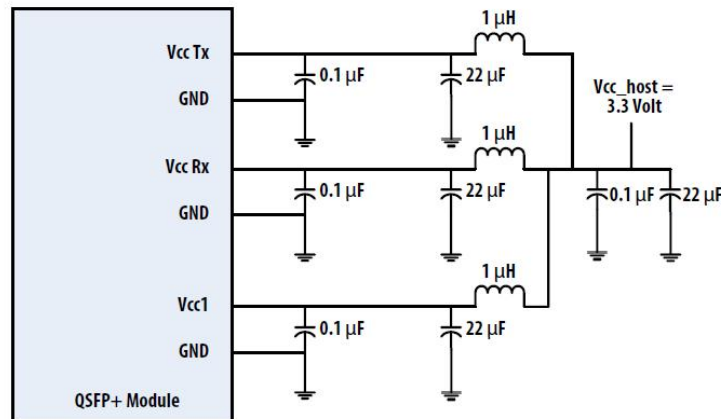 1 µH
Vcc Tx
0.1 µF
22 µF
GND
Vcc_host =
3.3 Volt
1 µH
Vcc Rx
0.1 µF
22 µF
0.1 µF
22 µF
GND
1 µH
Vcc1
0.1 µF
22 µF
GND
QSFP+ Module